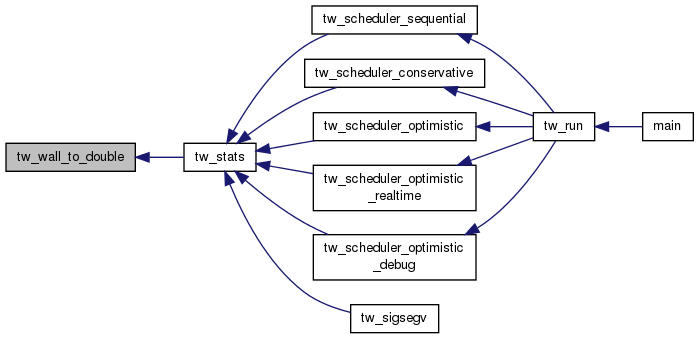 tw_scheduler_sequential
tw_scheduler_conservative
tw_scheduler_optimistic
tw_run
main
tw_wall_to_double
tw_stats
tw_scheduler_optimistic
_realtime
tw_scheduler_optimistic
_debug
tw_sigsegv